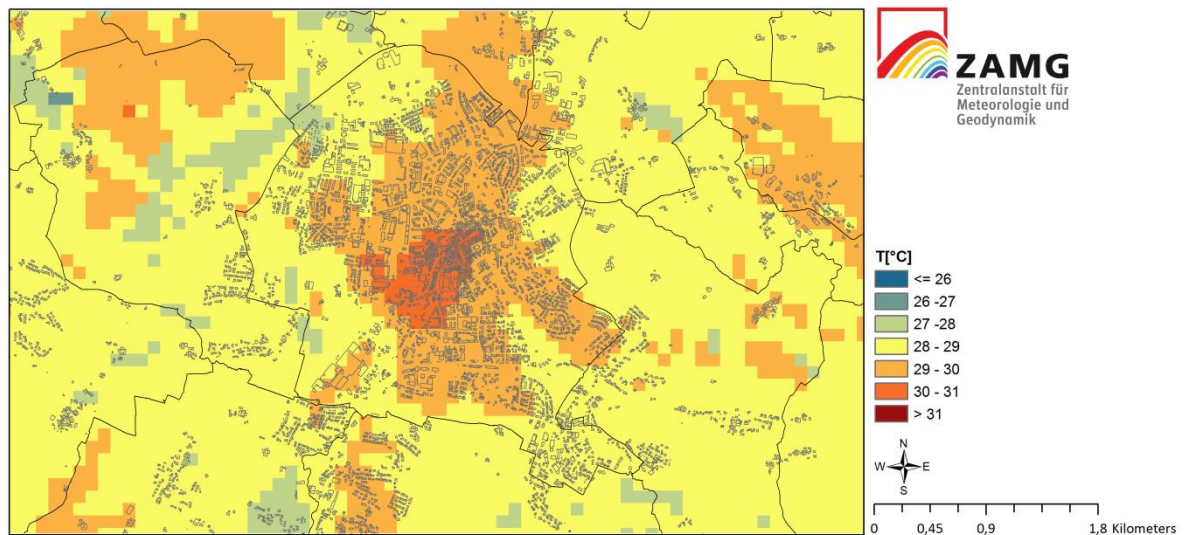 ZAMG
Zentralanstalt für
Meteorologie und
Geodynamik
T[°C]
<= 26
26 -27
27 -28
28 - 29
29 - 30
30 - 31
> 31
N
W E
S
0 0,45 0,9 1,8 Kilometers